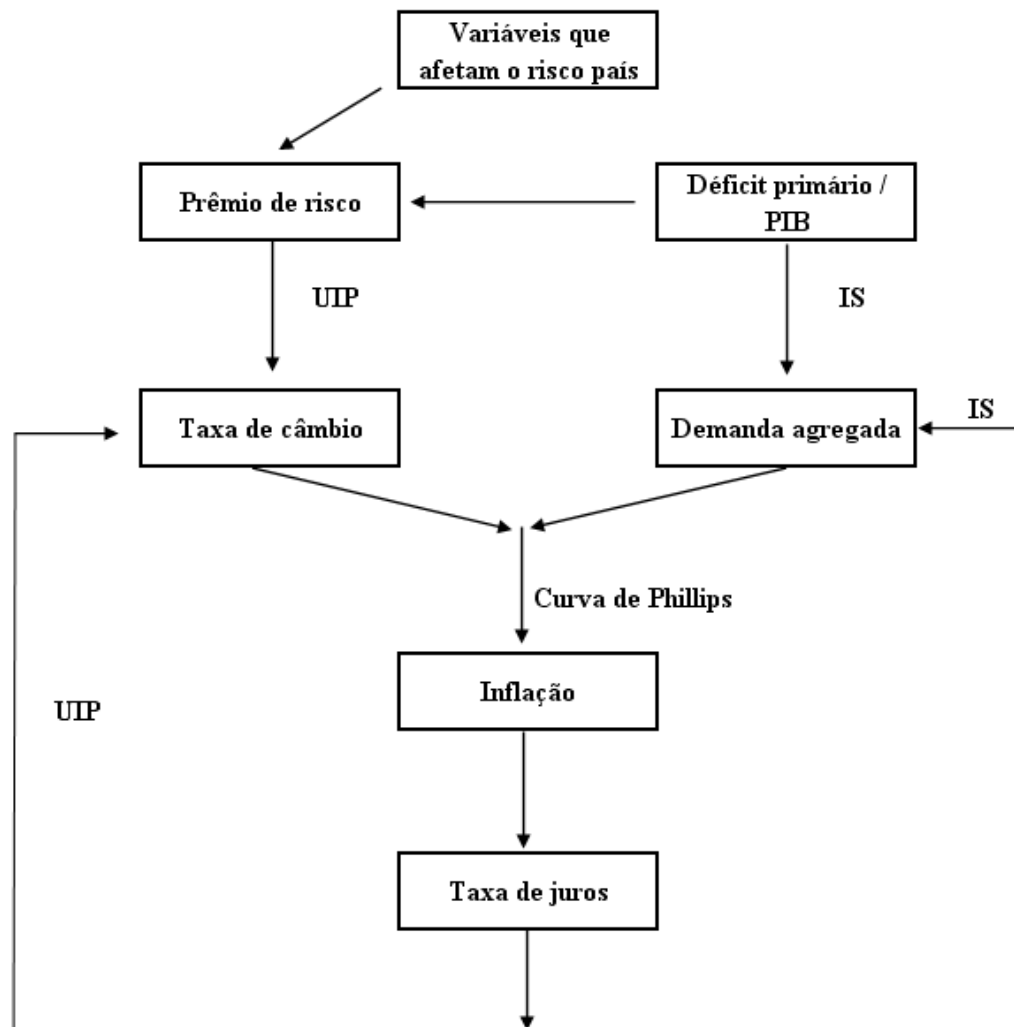 Variáveis que
afetam o risco país
Prêmio de risco
Déficit primário /
PIB
UIP
IS
Taxa de câmbio
Demanda agregada
IS
Curva de Phillips
Inflação
UIP
Taxa de juros